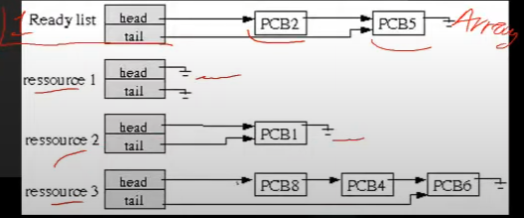 1 Ready list head PCB2 PCB5 Array
tail
ressource 1 head
tail
ressource 2 head PCB1
tail
ressource 3 head PCB8 PCB4 PCB6
tail